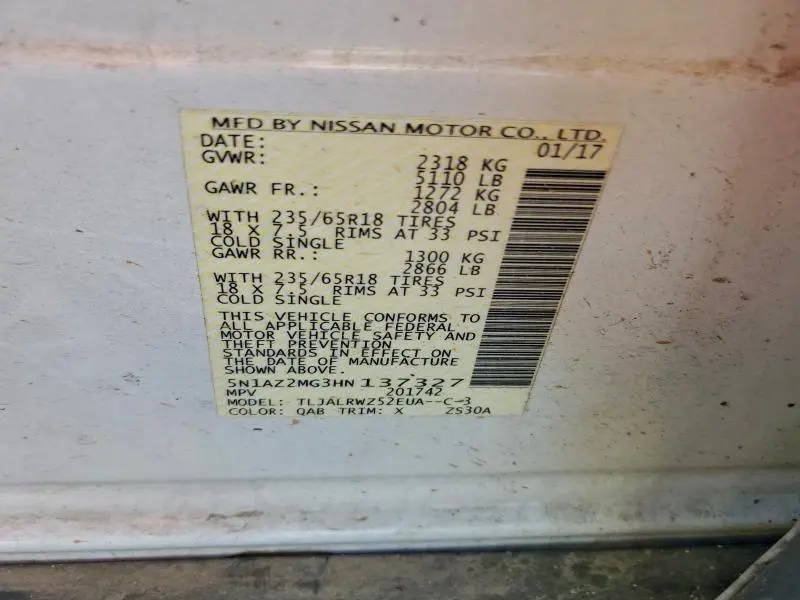 MFD BY NISSAN MOTOR CO., LTD.
DATE: 01/17
GVWR: 2318 KG
5110 LB
GAWR FR.: 1272 KG
2804 LB
WITH 235/65R18 TIRES
18 X 7.5 RIMS AT 33 PSI
COLD SINGLE
GAWR RR.: 1300 KG
2866 LB
WITH 235/65R18 TIRES
18 X 7.5 RIMS AT 33 PSI
COLD SINGLE
THIS VEHICLE CONFORMS TO
ALL APPLICABLE FEDERAL
MOTOR VEHICLE SAFETY AND
THEFT PREVENTION
STANDARDS IN EFFECT ON
THE DATE OF MANUFACTURE
SHOWN ABOVE.
5N1AZ2MG3HN137327
MPV 201742
MODEL: TLJALRWZ52EUA--C-3
COLOR: QAB TRIM: X ZS30A